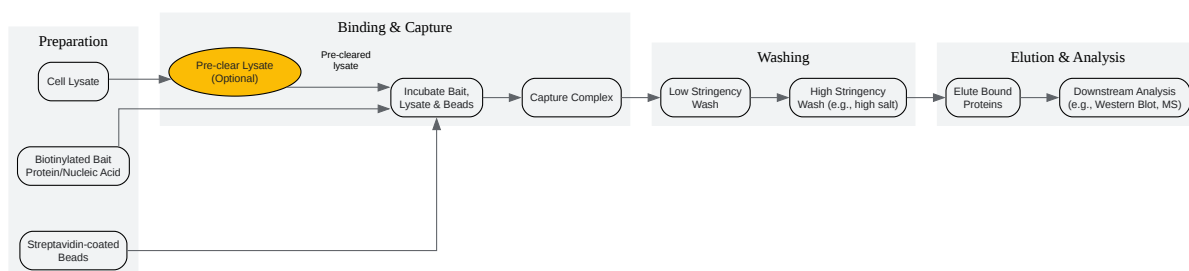 Preparation
Cell Lysate
Biotinylated Bait
Protein/Nucleic Acid
Streptavidin-coated
Beads
Binding & Capture
Pre-clear Lysate
(Optional)
Pre-cleared
lysate
Incubate Bait,
Lysate & Beads
Capture Complex
Washing
Low Stringency
Wash
High Stringency
Wash (e.g., high salt)
Elution & Analysis
Elute Bound
Proteins
Downstream Analysis
(e.g., Western Blot, MS)